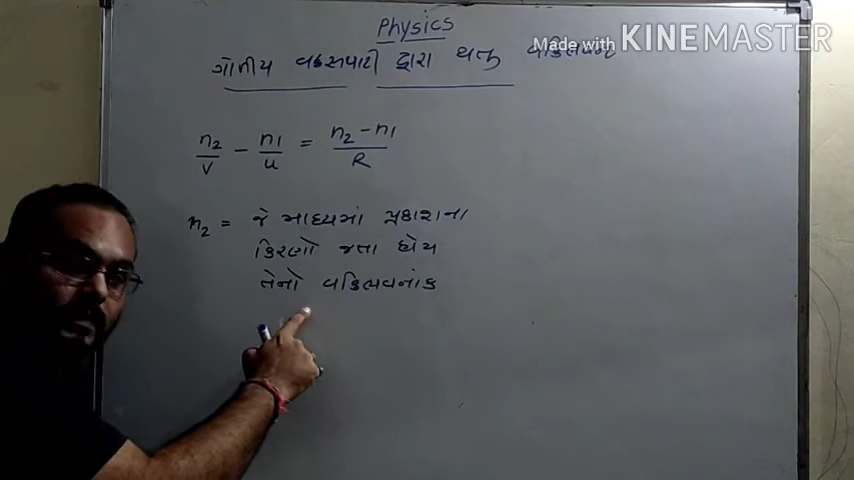 Physics
ગોળીય વક્રસપાટી દ્વારા થતુ વક્રિભવન
Made with KINEMASTER
n₂/v - n₁/u = (n₂ - n₁)/R
n₂ = જે માધ્યમાં પ્રકાશના
કિરણો જતા હોય
તેનો વક્રિભવનાંક